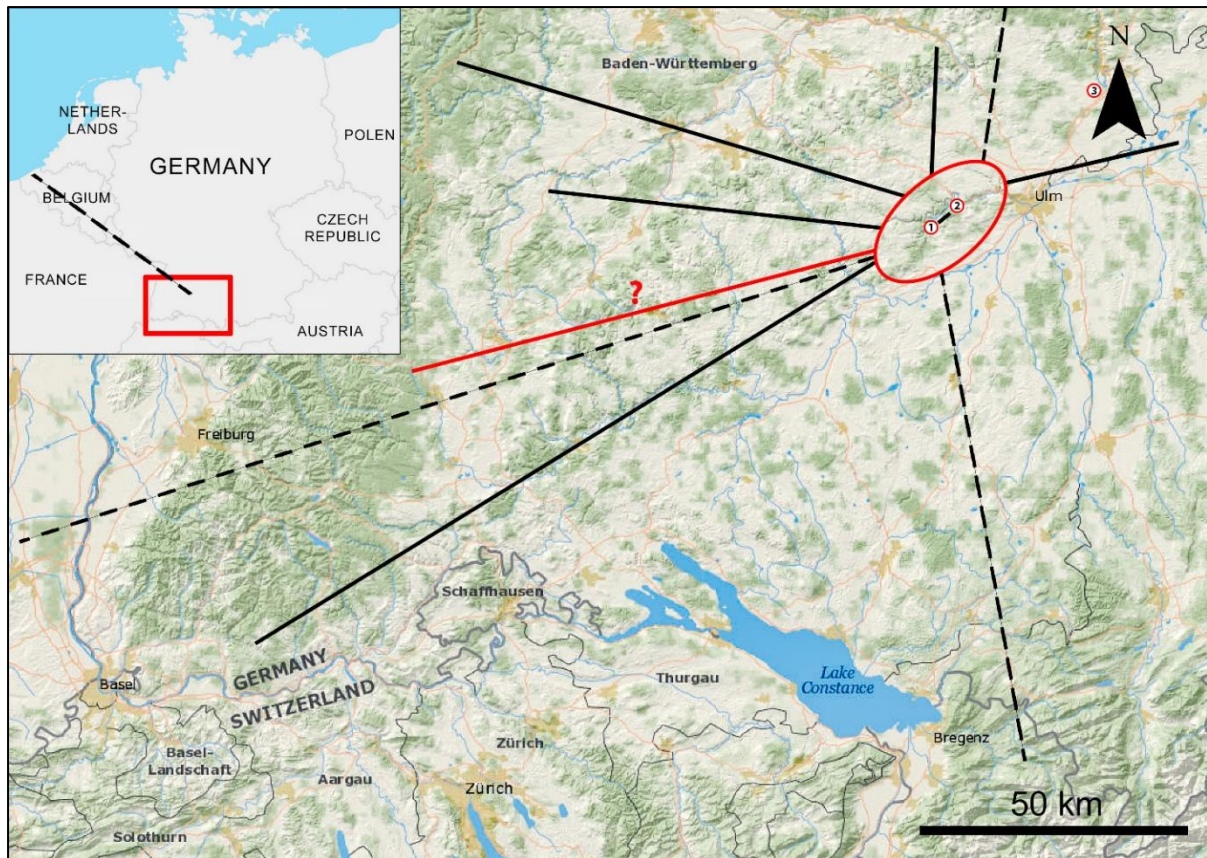 NETHER-
LANDS
POLEN
GERMANY
BELGIUM
CZECH
REPUBLIC
FRANCE
AUSTRIA
Baden-Württemberg
N
3
Ulm
2
1
?
Freiburg
Schaffhausen
GERMANY
SWITZERLAND
Basel
Thurgau
Lake
Constance
Bregenz
Basel-
Landschaft
Zürich
Aargau
Zürich
Solothurn
50 km